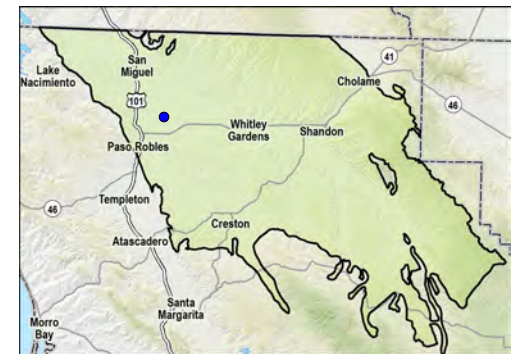 San
Miguel
Lake
Nacimiento
41
Cholame
101
46
Whitley
Gardens
Shandon
Paso Robles
Templeton
46
Creston
Atascadero
Santa
Margarita
Morro
Bay